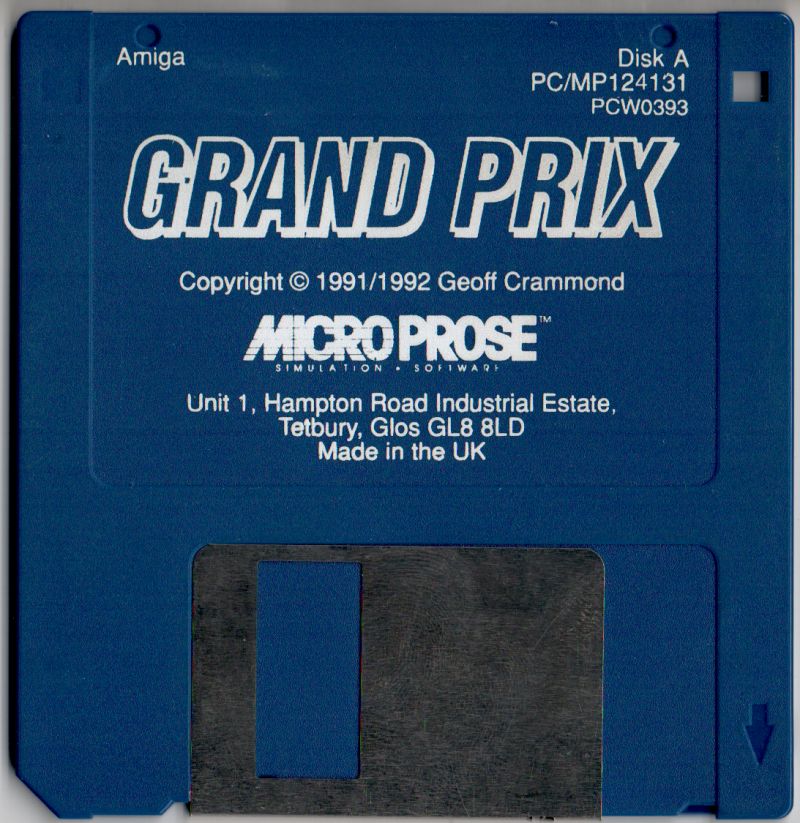 Amiga
Disk A
PC/MP124131
PCW0393
GRAND PRIX
Copyright © 1991/1992 Geoff Crammond
MICROPROSE™
SIMULATION • SOFTWARE
Unit 1, Hampton Road Industrial Estate,
Tetbury, Glos GL8 8LD
Made in the UK